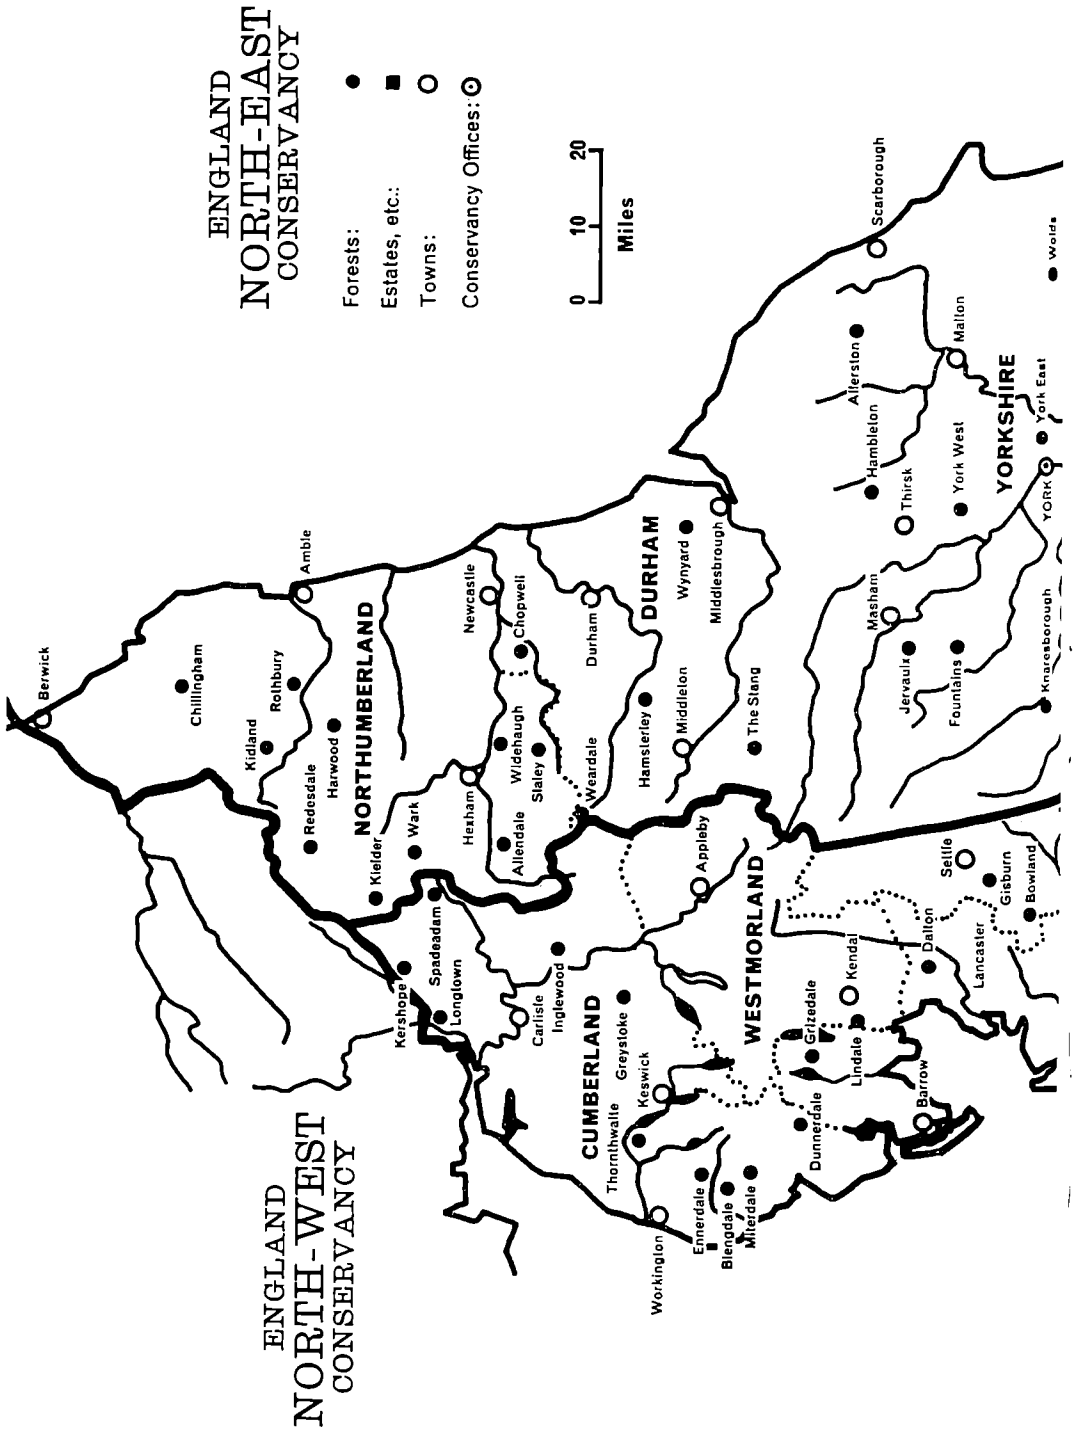 ENGLAND
NORTH-WEST
CONSERVANCY
ENGLAND
NORTH-EAST
CONSERVANCY
Forests:
Estates, etc.:
Towns:
Conservancy Offices:
0 10 20
Miles
Berwick
Chillingham
Kidland
Rothbury
Amble
Redesdale
Harwood
NORTHUMBERLAND
Kielder
Wark
Hexham
Newcastle
Allendale
Widehaugh
Slaley
Chopwell
Weardale
Durham
DURHAM
Hamsterley
Wynyard
Middleton
Middlesbrough
The Stang
Kershope
Spadeadam
Longtown
Carlisle
Inglewood
CUMBERLAND
Greystoke
Keswick
Thornthwaite
Workington
Ennerdale
Blengdale
Miterdale
Appleby
WESTMORLAND
Grizedale
Kendal
Dunnerdale
Lindale
Barrow
Dalton
Lancaster
Settle
Gisburn
Bowland
Scarborough
Allerston
Hambleton
Thirsk
Malton
Masham
Jervaulx
Fountains
York West
YORKSHIRE
York East
YORK
Knaresborough
Wolds